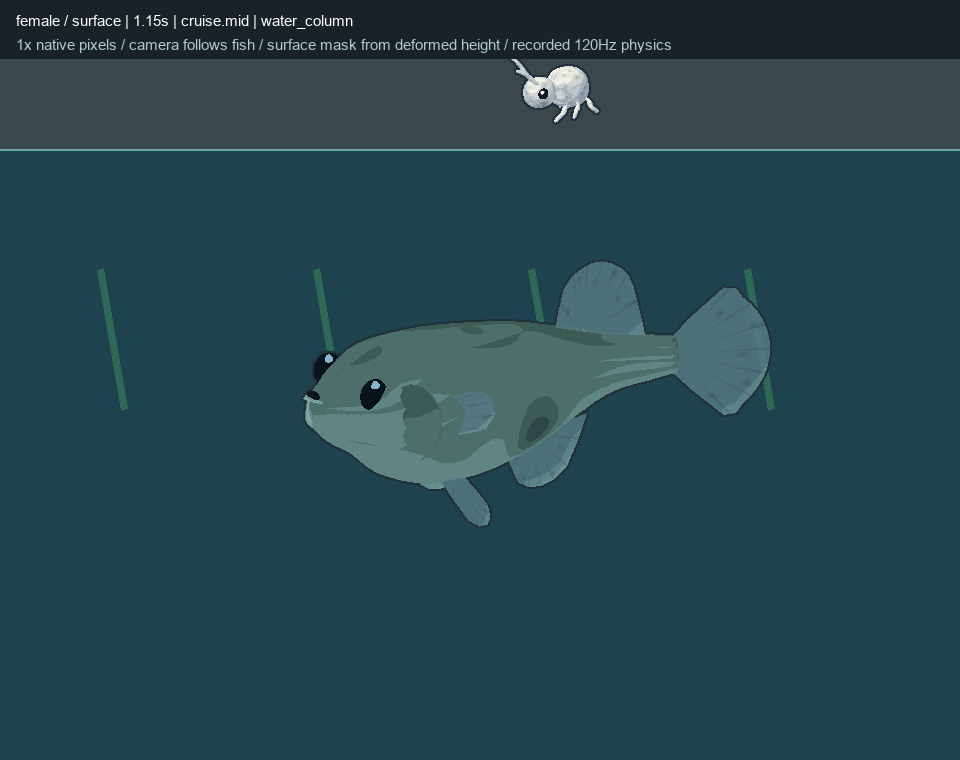 female / surface | 1.15s | cruise.mid | water_column
1x native pixels / camera follows fish / surface mask from deformed height / recorded 120Hz physics